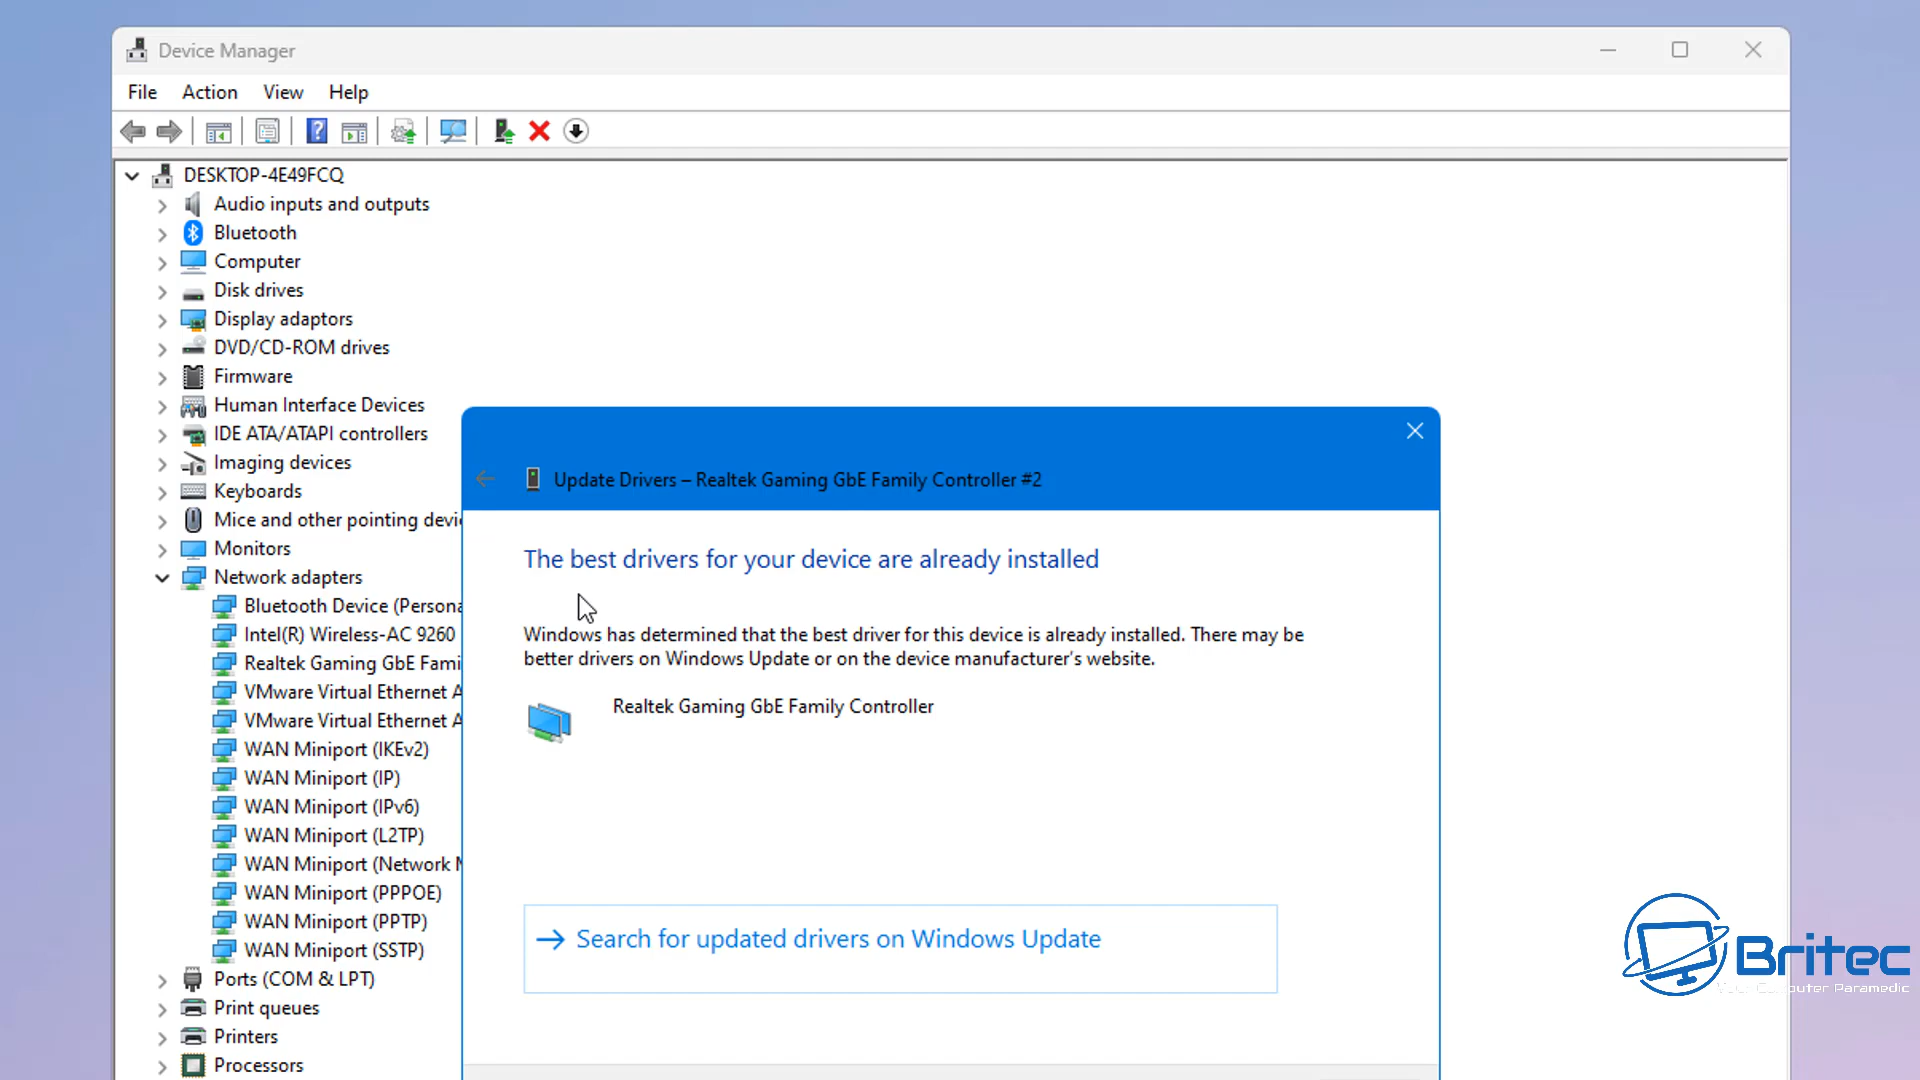 Device Manager
File Action View Help
DESKTOP-4E49FCQ
Audio inputs and outputs
Bluetooth
Computer
Disk drives
Display adaptors
DVD/CD-ROM drives
Firmware
Human Interface Devices
IDE ATA/ATAPI controllers
Imaging devices
Keyboards
Mice and other pointing devi
Monitors
Network adapters
Bluetooth Device (Persona
Intel(R) Wireless-AC 9260
Realtek Gaming GbE Fami
VMware Virtual Ethernet A
VMware Virtual Ethernet A
WAN Miniport (IKEv2)
WAN Miniport (IP)
WAN Miniport (IPv6)
WAN Miniport (L2TP)
WAN Miniport (Network M
WAN Miniport (PPPOE)
WAN Miniport (PPTP)
WAN Miniport (SSTP)
Ports (COM & LPT)
Print queues
Printers
Processors
Update Drivers – Realtek Gaming GbE Family Controller #2
The best drivers for your device are already installed
Windows has determined that the best driver for this device is already installed. There may be
better drivers on Windows Update or on the device manufacturer's website.
Realtek Gaming GbE Family Controller
Search for updated drivers on Windows Update
Britec
Your Computer Paramedic